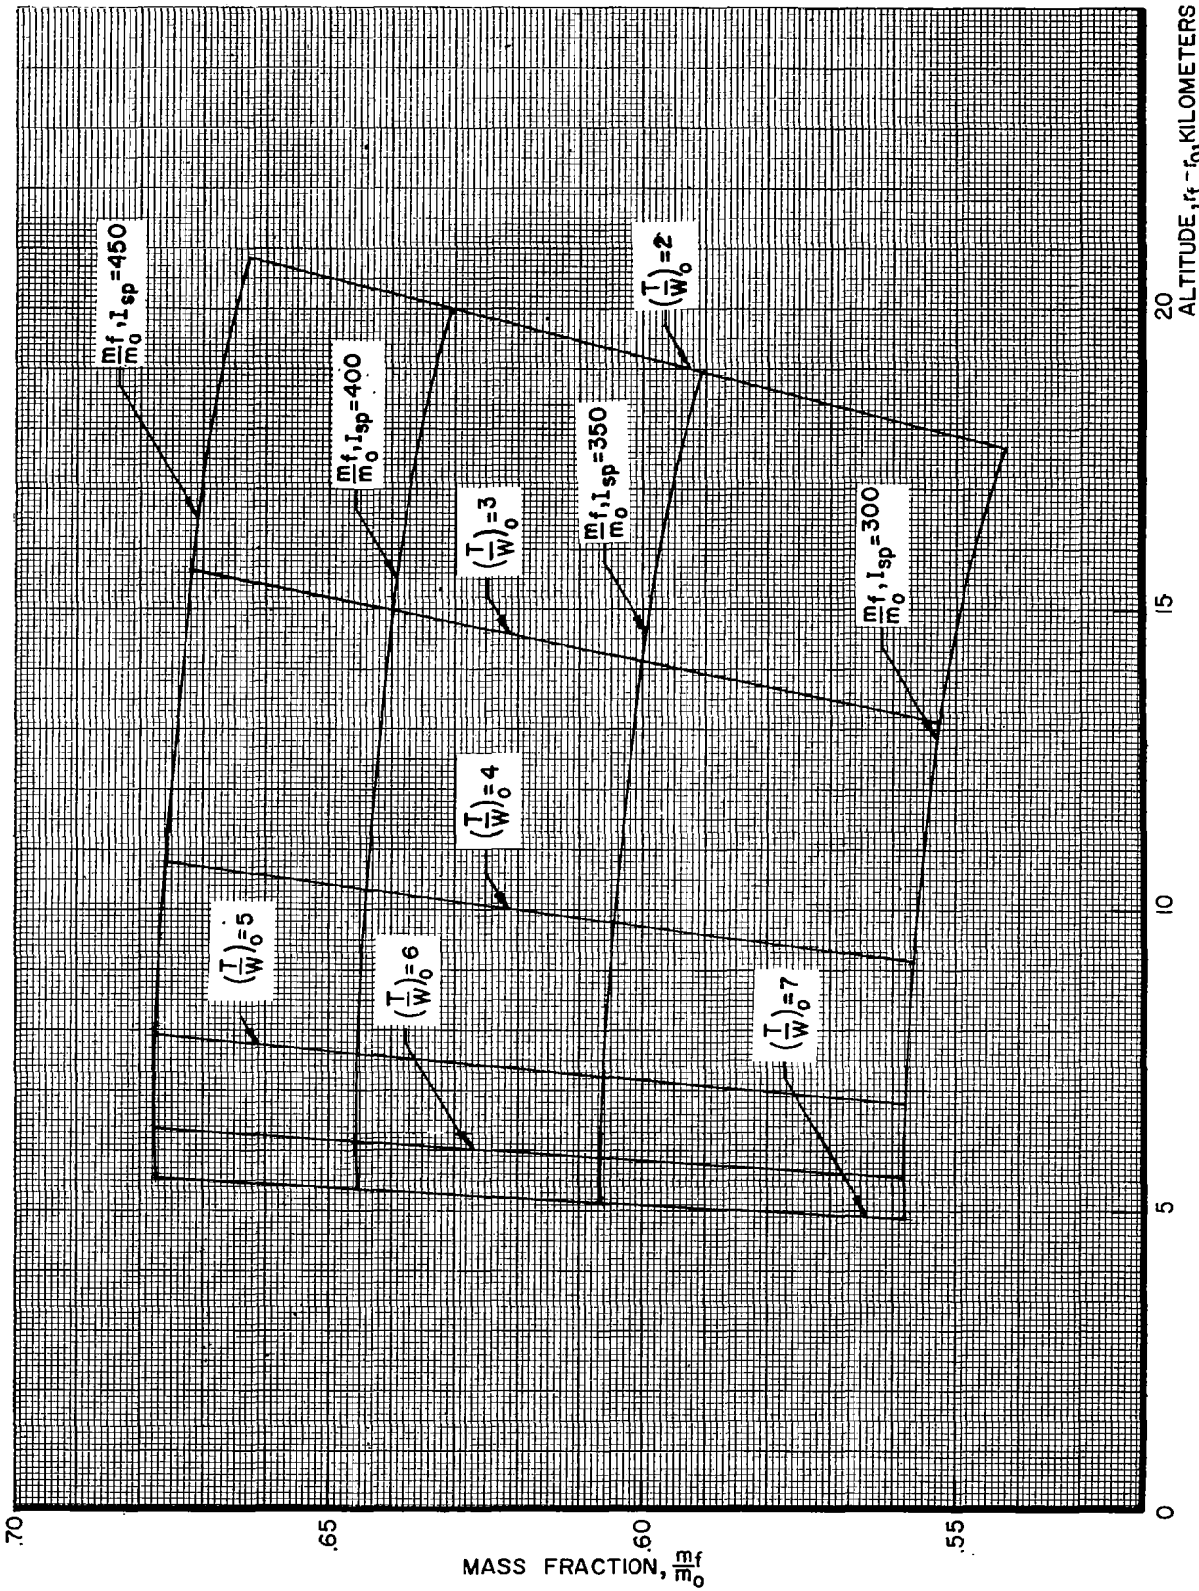 .70
.65
.60
.55
MASS FRACTION, mf/mo
0
5
10
15
20
ALTITUDE, rf - ro, KILOMETERS
mf/mo, Isp = 450
mf/mo, Isp = 400
mf/mo, Isp = 350
mf/mo, Isp = 300
(T/W)o = 2
(T/W)o = 3
(T/W)o = 4
(T/W)o = 5
(T/W)o = 6
(T/W)o = 7